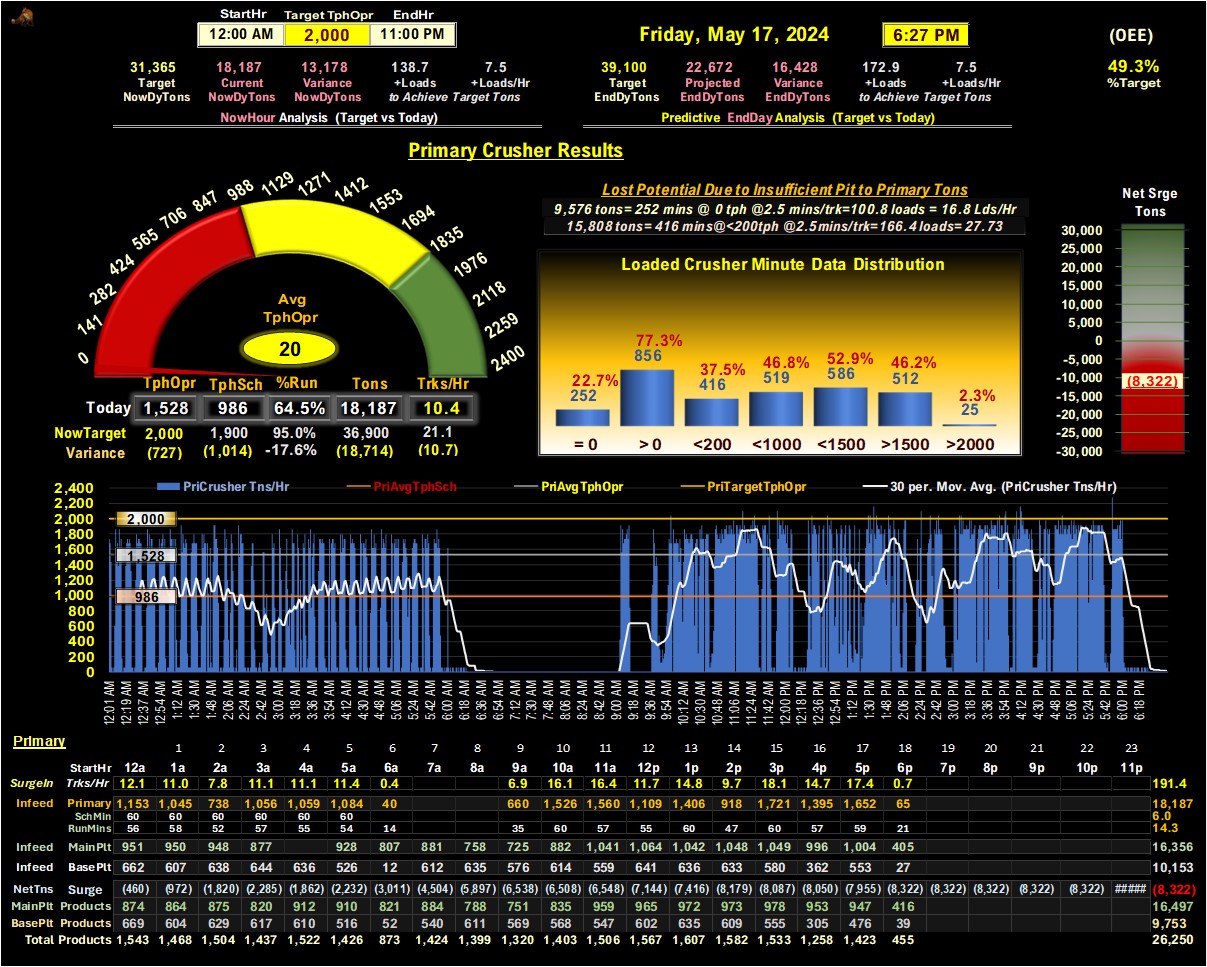 StartHr Target TphOpr EndHr
12:00 AM 2,000 11:00 PM
Friday, May 17, 2024 6:27 PM (OEE)
31,365 18,187 13,178 138.7 7.5
Target Current Variance +Loads +Loads/Hr
NowDyTons NowDyTons NowDyTons to Achieve Target Tons
NowHour Analysis (Target vs Today)
39,100 22,672 16,428 172.9 7.5
Target Projected Variance +Loads +Loads/Hr
EndDyTons EndDyTons EndDyTons to Achieve Target Tons
Predictive EndDay Analysis (Target vs Today)
49.3%
%Target
Primary Crusher Results
0 141 282 424 565 706 847 988 1129 1271 1412 1553 1694 1835 1976 2118 2259 2400
Avg
TphOpr
20
TphOpr TphSch %Run Tons Trks/Hr
Today 1,528 986 64.5% 18,187 10.4
NowTarget 2,000 1,900 95.0% 36,900 21.1
Variance (727) (1,014) -17.6% (18,714) (10.7)
Lost Potential Due to Insufficient Pit to Primary Tons
9,576 tons= 252 mins @ 0 tph @2.5 mins/trk=100.8 loads = 16.8 Lds/Hr
15,808 tons= 416 mins@<200tph @2.5mins/trk=166.4 loads= 27.73
Loaded Crusher Minute Data Distribution
22.7% 77.3% 37.5% 46.8% 52.9% 46.2% 2.3%
252 856 416 519 586 512 25
= 0 > 0 <200 <1000 <1500 >1500 >2000
Net Srge
Tons
30,000
25,000
20,000
15,000
10,000
5,000
0
-5,000
-10,000
(8,322)
-15,000
-20,000
-25,000
-30,000
PriCrusher Tns/Hr PriAvgTphSch PriAvgTphOpr PriTargetTphOpr 30 per. Mov. Avg. (PriCrusher Tns/Hr)
2,400
2,200
2,000
1,800
1,600
1,400
1,200
1,000
800
600
400
200
0
2,000
1,528
986
12:01 AM 12:19 AM 12:37 AM 12:54 AM 1:12 AM 1:30 AM 1:48 AM 2:06 AM 2:24 AM 2:42 AM 3:00 AM 3:18 AM 3:36 AM 3:54 AM 4:12 AM 4:30 AM 4:48 AM 5:06 AM 5:24 AM 5:42 AM 6:00 AM 6:18 AM 6:36 AM 6:54 AM 7:12 AM 7:30 AM 7:48 AM 8:06 AM 8:24 AM 8:42 AM 9:00 AM 9:18 AM 9:36 AM 9:54 AM 10:12 AM 10:30 AM 10:48 AM 11:06 AM 11:24 AM 11:42 AM 12:00 PM 12:18 PM 12:36 PM 12:54 PM 1:12 PM 1:30 PM 1:48 PM 2:06 PM 2:24 PM 2:42 PM 3:00 PM 3:18 PM 3:36 PM 3:54 PM 4:12 PM 4:30 PM 4:48 PM 5:06 PM 5:24 PM 5:42 PM 6:00 PM 6:18 PM
Primary 1 2 3 4 5 6 7 8 9 10 11 12 13 14 15 16 17 18 19 20 21 22 23
StartHr 12a 1a 2a 3a 4a 5a 6a 7a 8a 9a 10a 11a 12p 1p 2p 3p 4p 5p 6p 7p 8p 9p 10p 11p
SurgeIn Trks/Hr 12.1 11.0 7.8 11.1 11.1 11.4 0.4 6.9 16.1 16.4 11.7 14.8 9.7 18.1 14.7 17.4 0.7 191.4
Infeed Primary 1,153 1,045 738 1,056 1,059 1,084 40 660 1,526 1,560 1,109 1,406 918 1,721 1,395 1,652 65 18,187
SchMin 60 60 60 60 60 60 6.0
RunMins 56 58 52 57 55 54 14 35 60 57 55 60 47 60 57 59 21 14.3
Infeed MainPlt 951 950 948 877 928 807 881 758 725 882 1,041 1,064 1,042 1,048 1,049 996 1,004 405 16,356
Infeed BasePlt 662 607 638 644 636 526 12 612 635 576 614 559 641 636 633 580 362 553 27 10,153
NetTns Surge (460) (972) (1,820) (2,285) (1,862) (2,232) (3,011) (4,504) (5,897) (6,538) (6,508) (6,548) (7,144) (7,416) (8,179) (8,087) (8,050) (7,955) (8,322) (8,322) (8,322) (8,322) (8,322) ##### (8,322)
MainPlt Products 874 864 875 820 912 910 821 884 788 751 835 959 965 972 973 978 953 947 416 16,497
BasePlt Products 669 604 629 617 610 516 52 540 611 569 568 547 602 635 609 555 305 476 39 9,753
Total Products 1,543 1,468 1,504 1,437 1,522 1,426 873 1,424 1,399 1,320 1,403 1,506 1,567 1,607 1,582 1,533 1,258 1,423 455 26,250